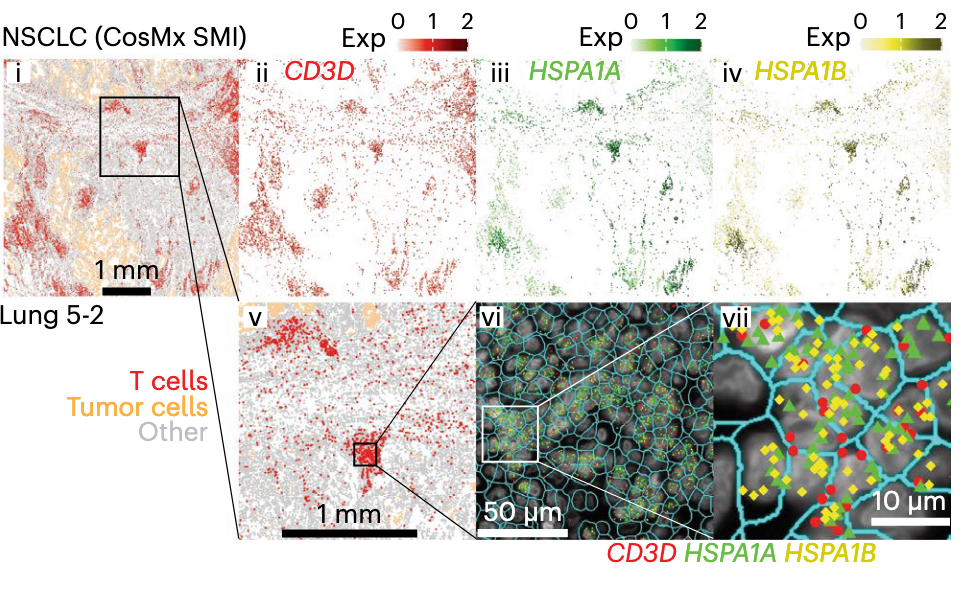 NSCLC (CosMx SMI)
Exp 0 1 2
Exp 0 1 2
Exp 0 1 2
i
ii CD3D
iii HSPA1A
iv HSPA1B
1 mm
Lung 5-2
T cells
Tumor cells
Other
v
1 mm
vi
50 μm
vii
10 μm
CD3D HSPA1A HSPA1B